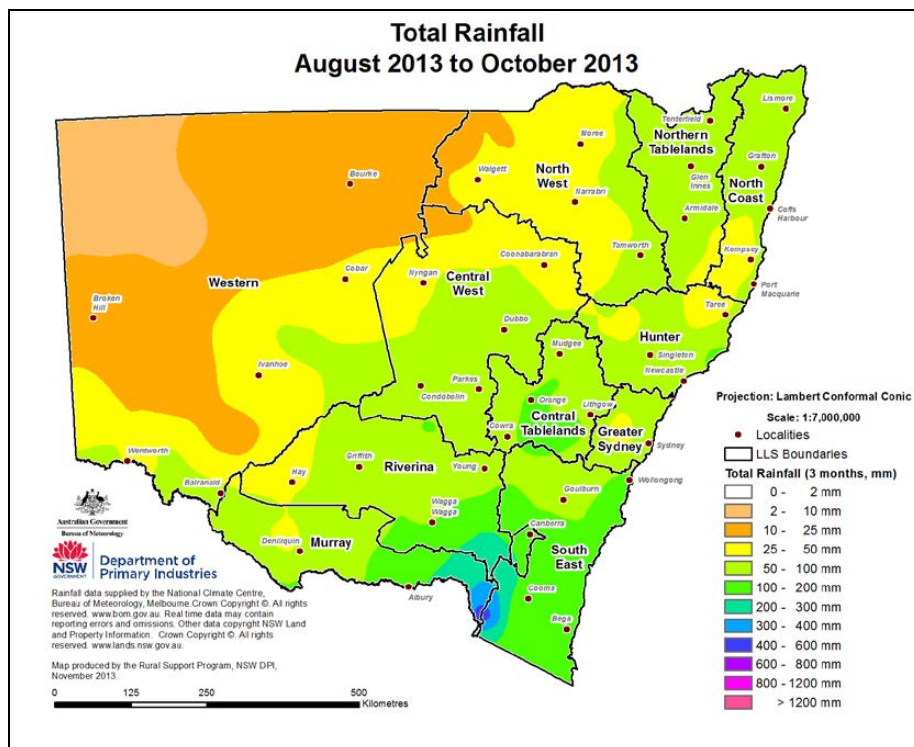 Total Rainfall
August 2013 to October 2013
Lismore
Tenterfield
Northern
Tablelands
Moree
Bourke
Walgett
North
West
Glen
Innes
Grafton
North
Coast
Narrabri
Armidale
Coffs
Harbour
Tamworth
Kempsey
Coonabarabran
Cobar
Nyngan
Western
Central
West
Port
Macquarie
Broken
Hill
Taree
Dubbo
Hunter
Mudgee
Singleton
Ivanhoe
Newcastle
Parkes
Condobolin
Orange
Lithgow
Central
Tablelands
Greater
Sydney
Cowra
Sydney
Wentworth
Griffith
Riverina
Young
Hay
Balranald
Wollongong
Goulburn
Wagga
Wagga
Canberra
Deniliquin
Murray
South
East
Albury
Cooma
Bega
Projection: Lambert Conformal Conic
Scale: 1:7,000,000
Localities
LLS Boundaries
Total Rainfall (3 months, mm)
0 - 2 mm
2 - 10 mm
10 - 25 mm
25 - 50 mm
50 - 100 mm
100 - 200 mm
200 - 300 mm
300 - 400 mm
400 - 600 mm
600 - 800 mm
800 - 1200 mm
> 1200 mm
Australian Government
Bureau of Meteorology
NSW
GOVERNMENT
Department of
Primary Industries
Rainfall data supplied by the National Climate Centre,
Bureau of Meteorology, Melbourne.Crown Copyright ©. All rights
reserved. www.bom.gov.au. Real time data may contain
reporting errors and omissions. Other data copyright NSW Land
and Property Information. Crown Copyright ©. All rights
reserved. www.lands.nsw.gov.au.
Map produced by the Rural Support Program, NSW DPI,
November 2013.
0 125 250 500
Kilometres